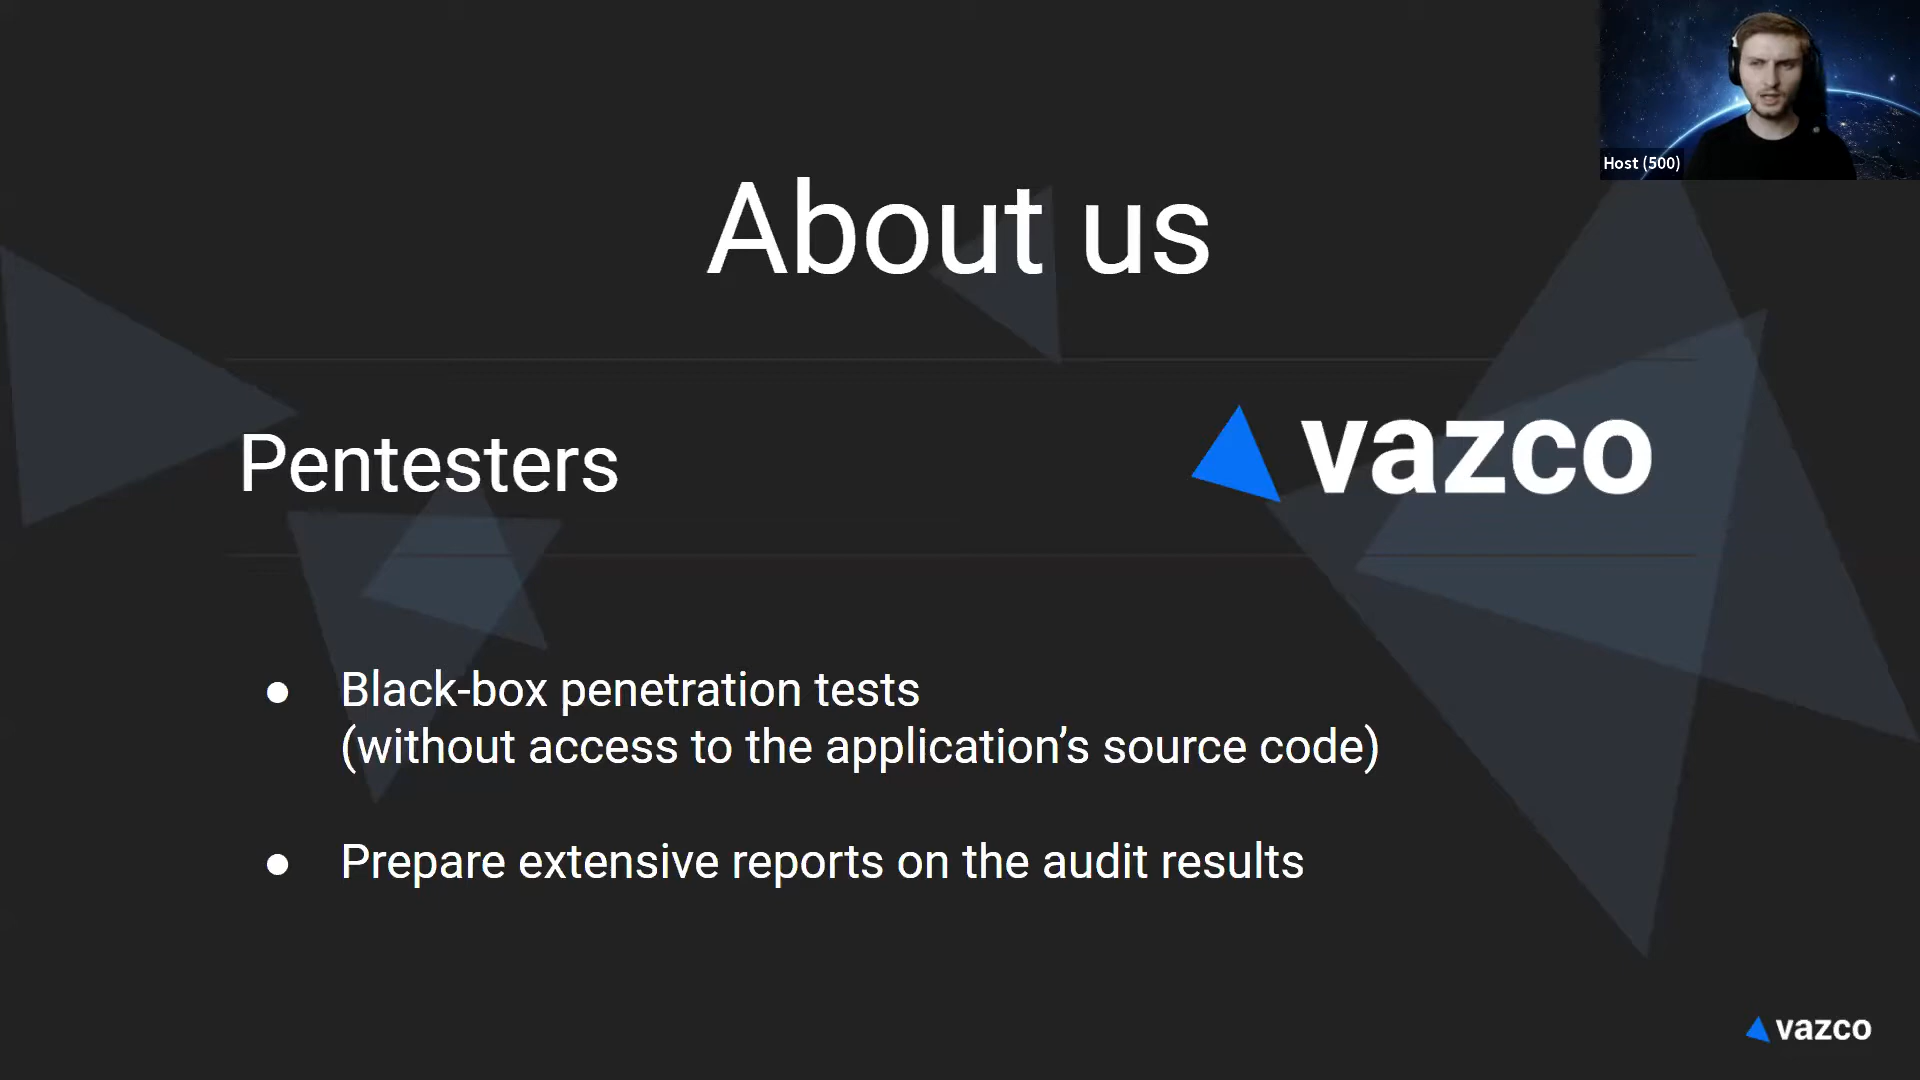 Host (500)
About us
Pentesters
vazco
● Black-box penetration tests
(without access to the application’s source code)
● Prepare extensive reports on the audit results
vazco